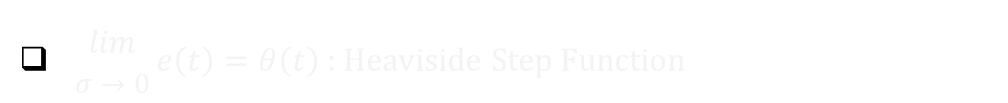 ❑ lim σ → 0 e(t) = θ(t) : Heaviside Step Function